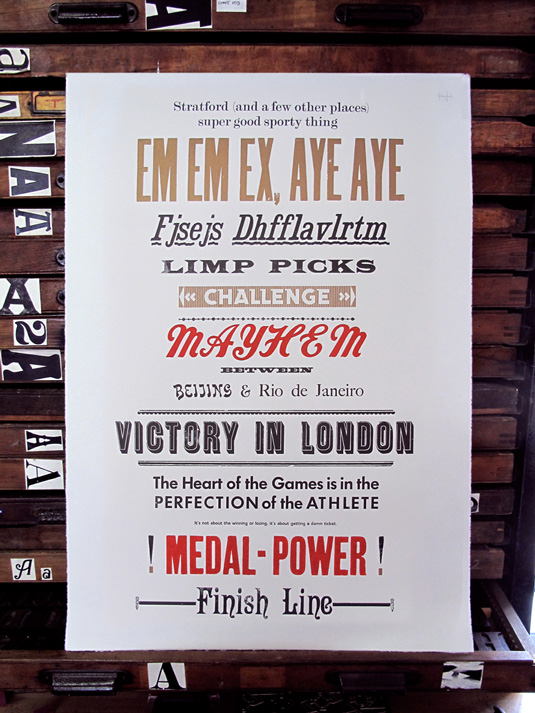 Stratford (and a few other places)
super good sporty thing
EM EM EX, AYE AYE
Fjsejs Dhfflavlrtm
LIMP PICKS
« CHALLENGE »
MAYHEM
BETWEEN
BEIJING & Rio de Janeiro
VICTORY IN LONDON
The Heart of the Games is in the
PERFECTION of the ATHLETE
It's not about the winning or losing, it's about getting a damn ticket.
! MEDAL-POWER !
Finish Line